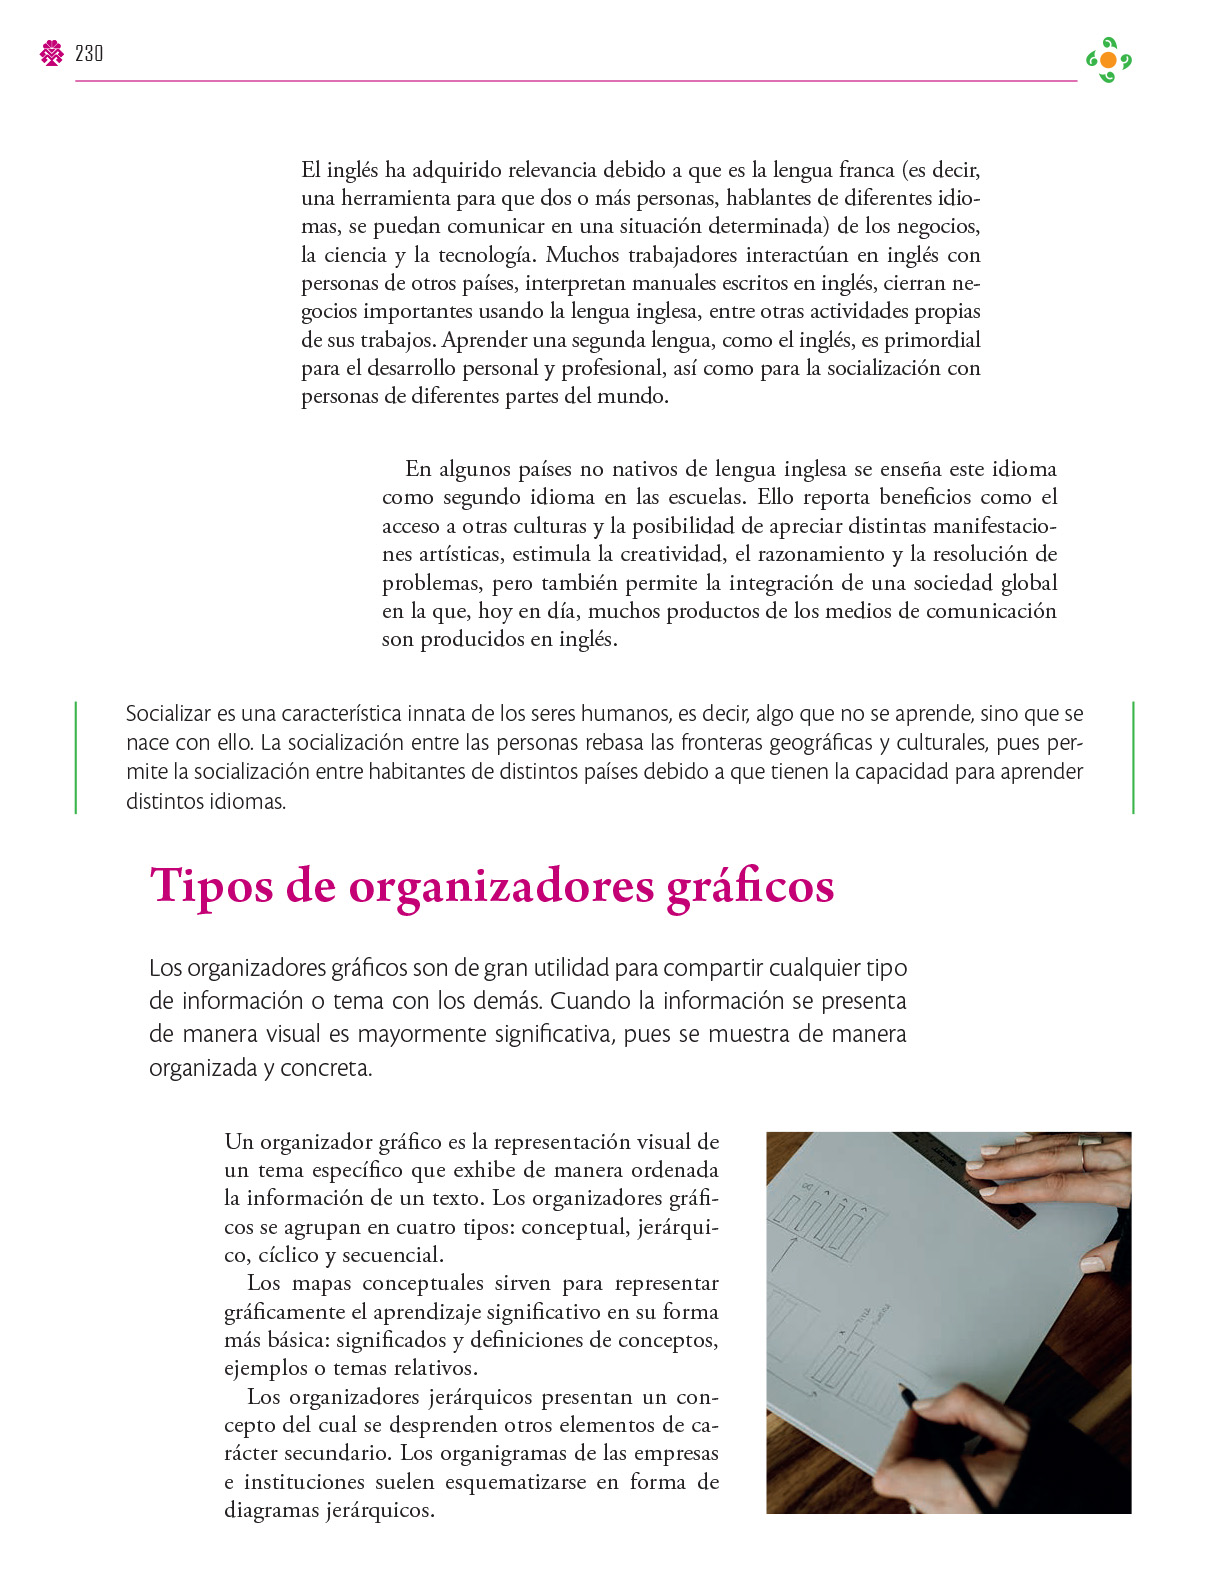 230
El inglés ha adquirido relevancia debido a que es la lengua franca (es decir,
una herramienta para que dos o más personas, hablantes de diferentes idio-
mas, se puedan comunicar en una situación determinada) de los negocios,
la ciencia y la tecnología. Muchos trabajadores interactúan en inglés con
personas de otros países, interpretan manuales escritos en inglés, cierran ne-
gocios importantes usando la lengua inglesa, entre otras actividades propias
de sus trabajos. Aprender una segunda lengua, como el inglés, es primordial
para el desarrollo personal y profesional, así como para la socialización con
personas de diferentes partes del mundo.
En algunos países no nativos de lengua inglesa se enseña este idioma
como segundo idioma en las escuelas. Ello reporta beneficios como el
acceso a otras culturas y la posibilidad de apreciar distintas manifestacio-
nes artísticas, estimula la creatividad, el razonamiento y la resolución de
problemas, pero también permite la integración de una sociedad global
en la que, hoy en día, muchos productos de los medios de comunicación
son producidos en inglés.
Socializar es una característica innata de los seres humanos, es decir, algo que no se aprende, sino que se
nace con ello. La socialización entre las personas rebasa las fronteras geográficas y culturales, pues per-
mite la socialización entre habitantes de distintos países debido a que tienen la capacidad para aprender
distintos idiomas.
Tipos de organizadores gráficos
Los organizadores gráficos son de gran utilidad para compartir cualquier tipo
de información o tema con los demás. Cuando la información se presenta
de manera visual es mayormente significativa, pues se muestra de manera
organizada y concreta.
Un organizador gráfico es la representación visual de
un tema específico que exhibe de manera ordenada
la información de un texto. Los organizadores gráfi-
cos se agrupan en cuatro tipos: conceptual, jerárqui-
co, cíclico y secuencial.
Los mapas conceptuales sirven para representar
gráficamente el aprendizaje significativo en su forma
más básica: significados y definiciones de conceptos,
ejemplos o temas relativos.
Los organizadores jerárquicos presentan un con-
cepto del cual se desprenden otros elementos de ca-
rácter secundario. Los organigramas de las empresas
e instituciones suelen esquematizarse en forma de
diagramas jerárquicos.